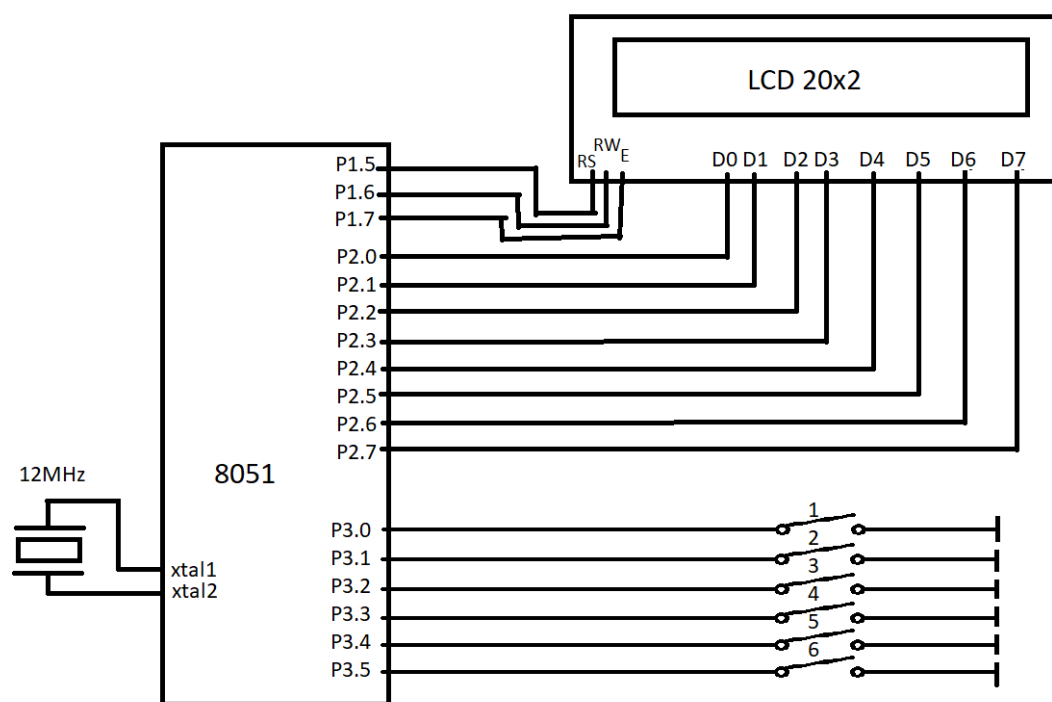 LCD 20x2
RS RW E D0 D1 D2 D3 D4 D5 D6 D7
P1.5
P1.6
P1.7
P2.0
P2.1
P2.2
P2.3
P2.4
P2.5
P2.6
P2.7
12MHz
8051
xtal1
xtal2
P3.0
1
P3.1
2
P3.2
3
P3.3
4
P3.4
5
P3.5
6